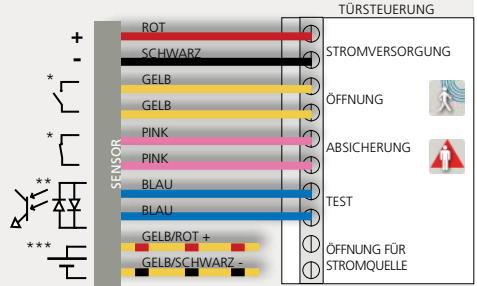 TÜRSTEUERUNG
+
ROT
-
SCHWARZ
STROMVERSORGUNG
*
GELB
GELB
ÖFFNUNG
*
PINK
PINK
ABSICHERUNG
SENSOR
**
BLAU
BLAU
TEST
***
GELB/ROT +
GELB/SCHWARZ -
ÖFFNUNG FÜR
STROMQUELLE